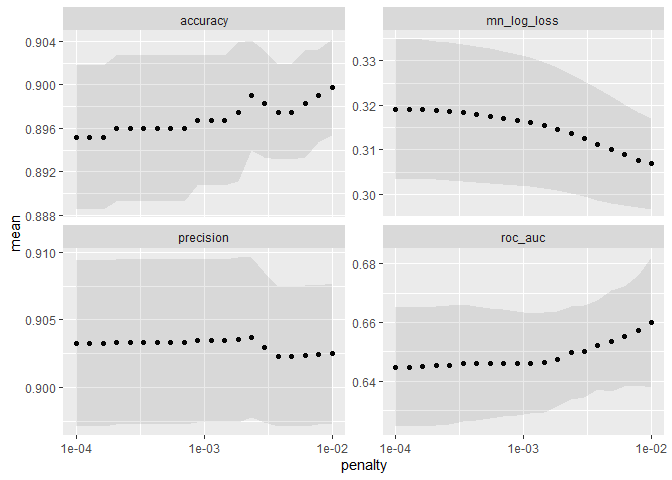 accuracy
mn_log_loss
0.904
0.900
0.896
0.892
0.888
0.33
0.32
0.31
0.30
mean
precision
roc_auc
0.910
0.905
0.900
0.68
0.66
0.64
1e-04
1e-03
1e-02
1e-04
1e-03
1e-02
penalty